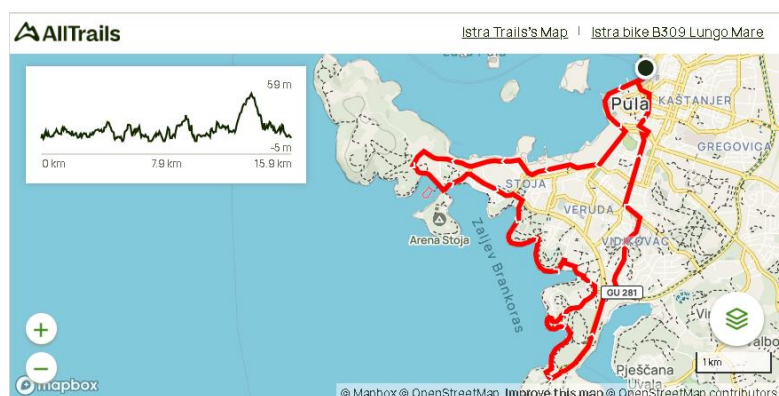 AllTrails
Istra Trails's Map | Istra bike B309 Lungo Mare
59 m
-5 m
0 km 7.9 km 15.9 km
Pula
KAŠTANJER
GREGOVICA
STOJA
VERUDA
VIDIKOVAC
Arena Stoja
Zaljev Brankoras
GU 281
Pješčana
Uvala
1 km
+
−
mapbox
© Mapbox © OpenStreetMap Improve this map © OpenStreetMap contributors